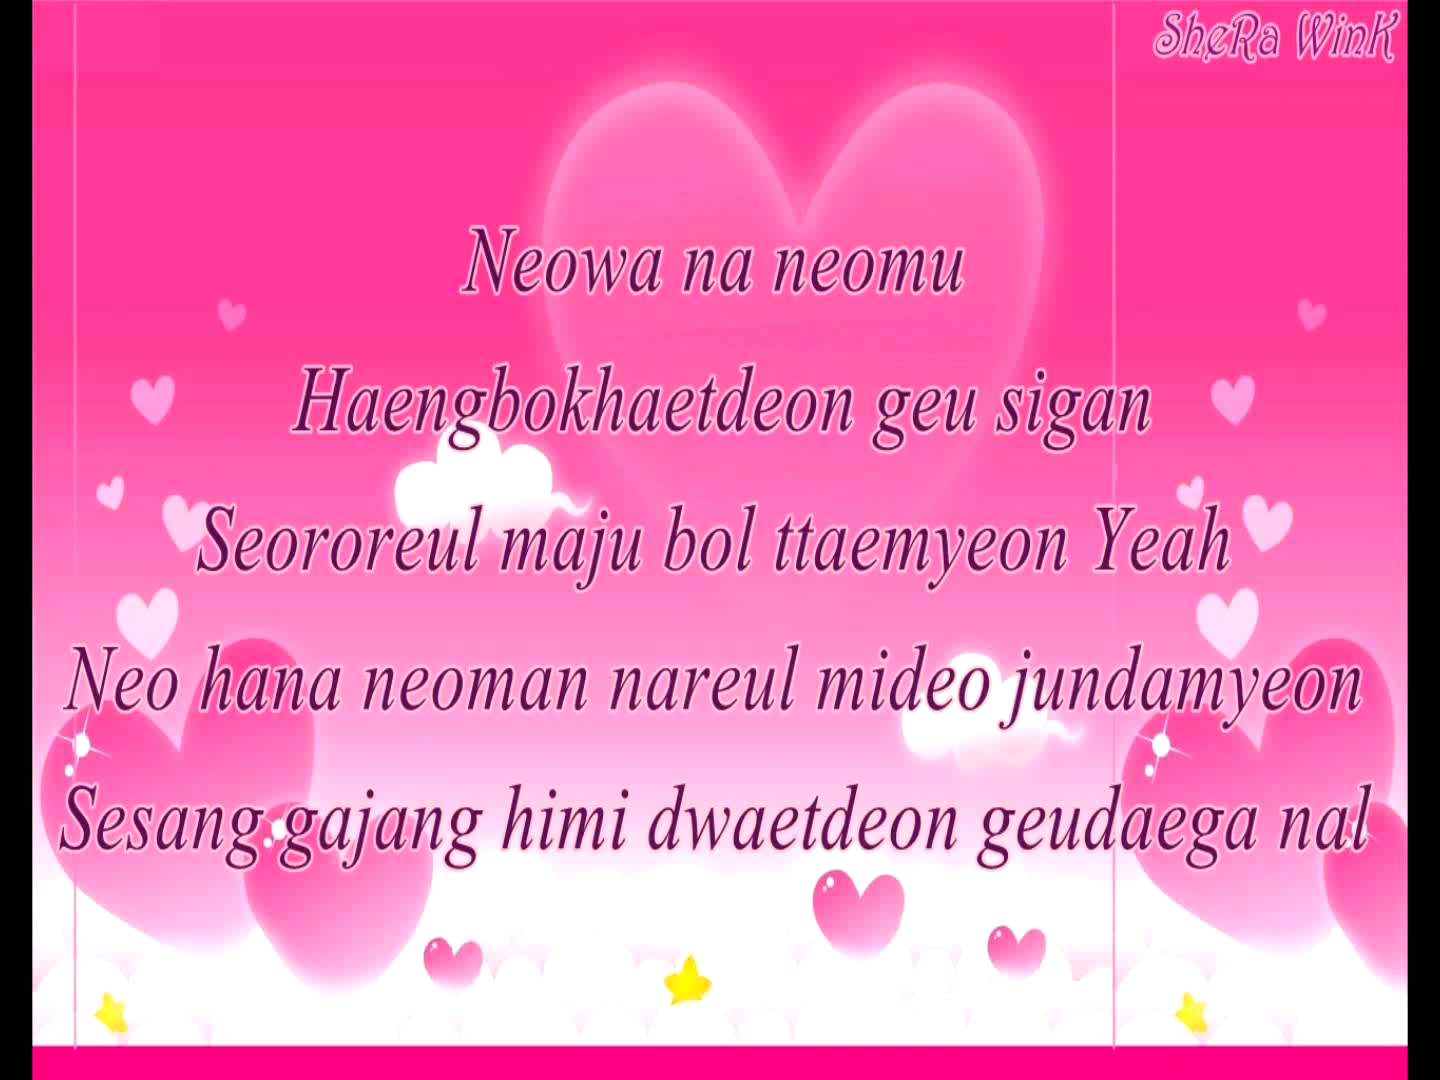 SheRa WinK
Neowa na neomu
Haengbokhaetdeon geu sigan
Seororeul maju bol ttaemyeon Yeah
Neo hana neoman nareul mideo jundamyeon
Sesang gajang himi dwaetdeon geudaega nal